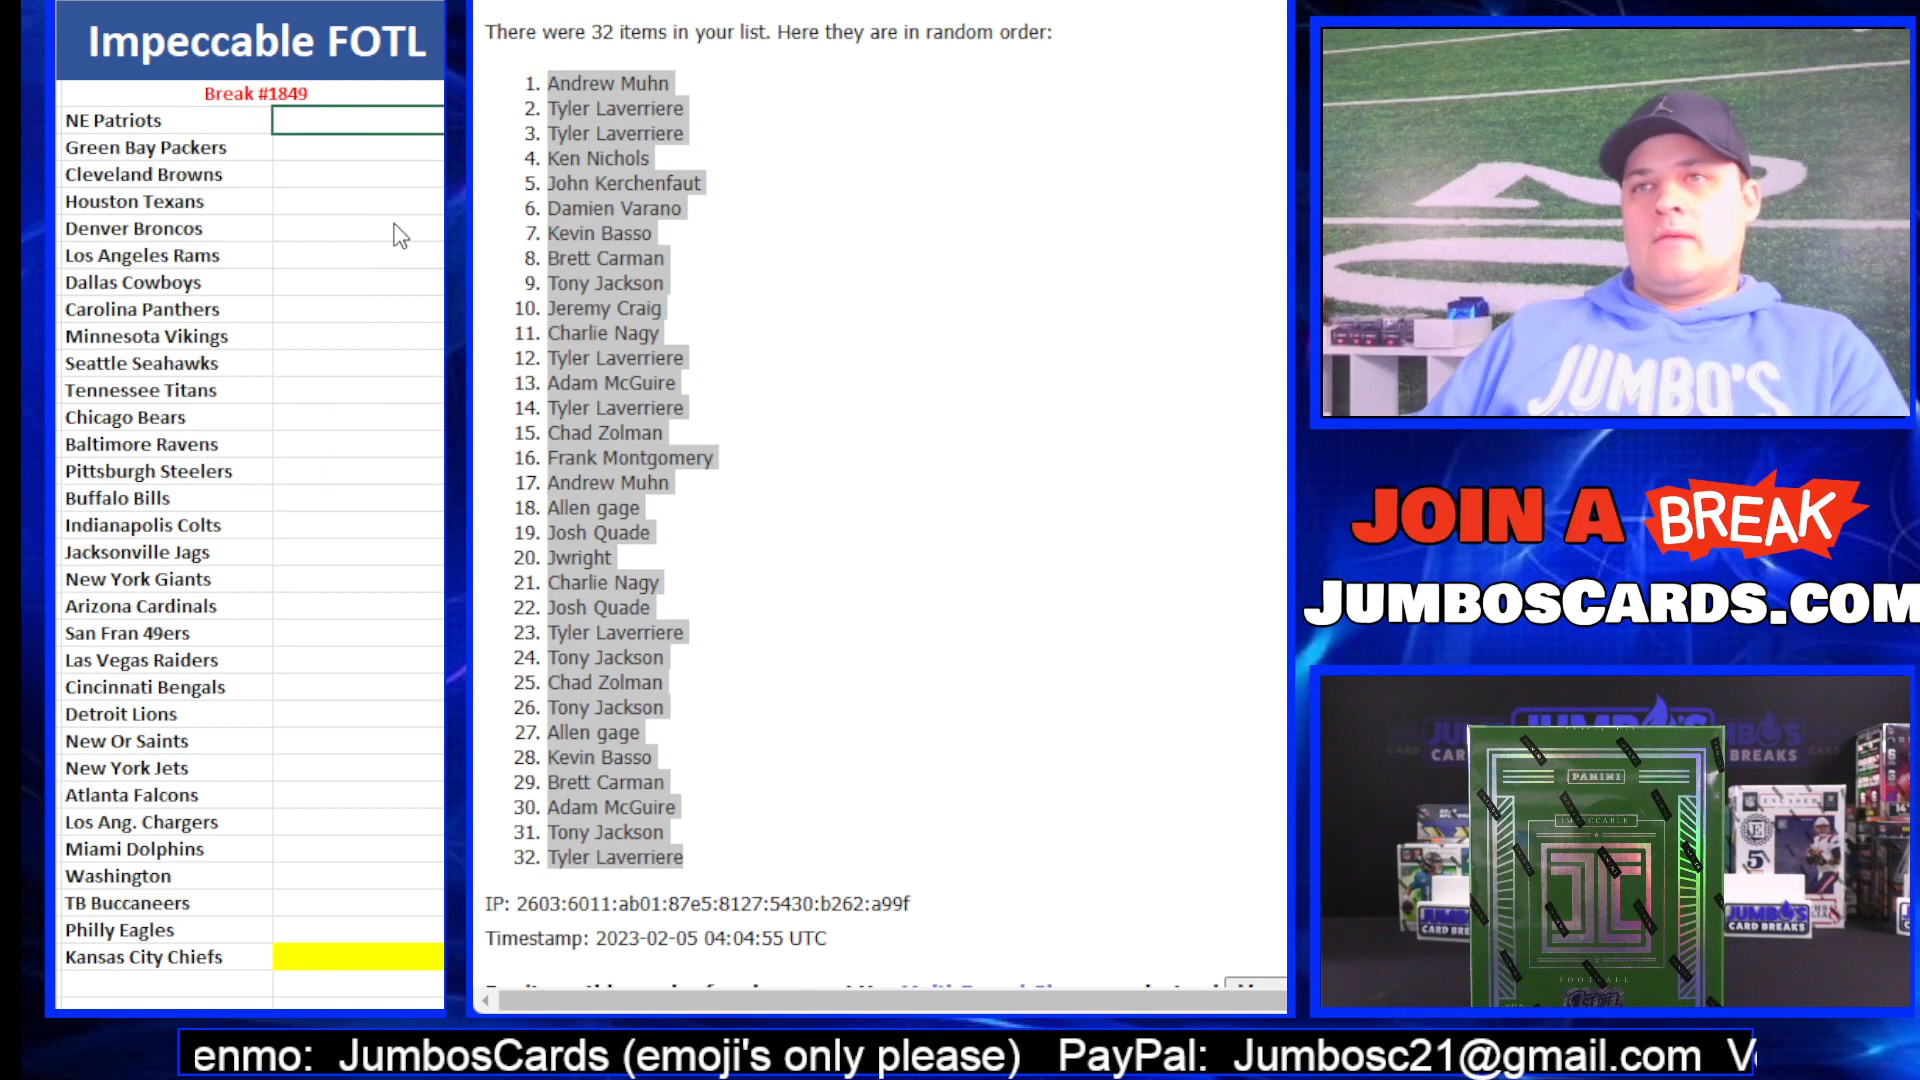 Impeccable FOTL
Break #1849
NE Patriots
Green Bay Packers
Cleveland Browns
Houston Texans
Denver Broncos
Los Angeles Rams
Dallas Cowboys
Carolina Panthers
Minnesota Vikings
Seattle Seahawks
Tennessee Titans
Chicago Bears
Baltimore Ravens
Pittsburgh Steelers
Buffalo Bills
Indianapolis Colts
Jacksonville Jags
New York Giants
Arizona Cardinals
San Fran 49ers
Las Vegas Raiders
Cincinnati Bengals
Detroit Lions
New Or Saints
New York Jets
Atlanta Falcons
Los Ang. Chargers
Miami Dolphins
Washington
TB Buccaneers
Philly Eagles
Kansas City Chiefs
There were 32 items in your list. Here they are in random order:
1. Andrew Muhn
2. Tyler Laverriere
3. Tyler Laverriere
4. Ken Nichols
5. John Kerchenfaut
6. Damien Varano
7. Kevin Basso
8. Brett Carman
9. Tony Jackson
10. Jeremy Craig
11. Charlie Nagy
12. Tyler Laverriere
13. Adam McGuire
14. Tyler Laverriere
15. Chad Zolman
16. Frank Montgomery
17. Andrew Muhn
18. Allen gage
19. Josh Quade
20. Jwright
21. Charlie Nagy
22. Josh Quade
23. Tyler Laverriere
24. Tony Jackson
25. Chad Zolman
26. Tony Jackson
27. Allen gage
28. Kevin Basso
29. Brett Carman
30. Adam McGuire
31. Tony Jackson
32. Tyler Laverriere
IP: 2603:6011:ab01:87e5:8127:5430:b262:a99f
Timestamp: 2023-02-05 04:04:55 UTC
JUMBO'S
JOIN A BREAK
JUMBOSCARDS.COM
PANINI
IMPECCABLE
FOOTBALL
ENCASED
JUMBO'S
CARD BREAKS
enmo: JumbosCards (emoji's only please) PayPal: Jumbosc21@gmail.com V